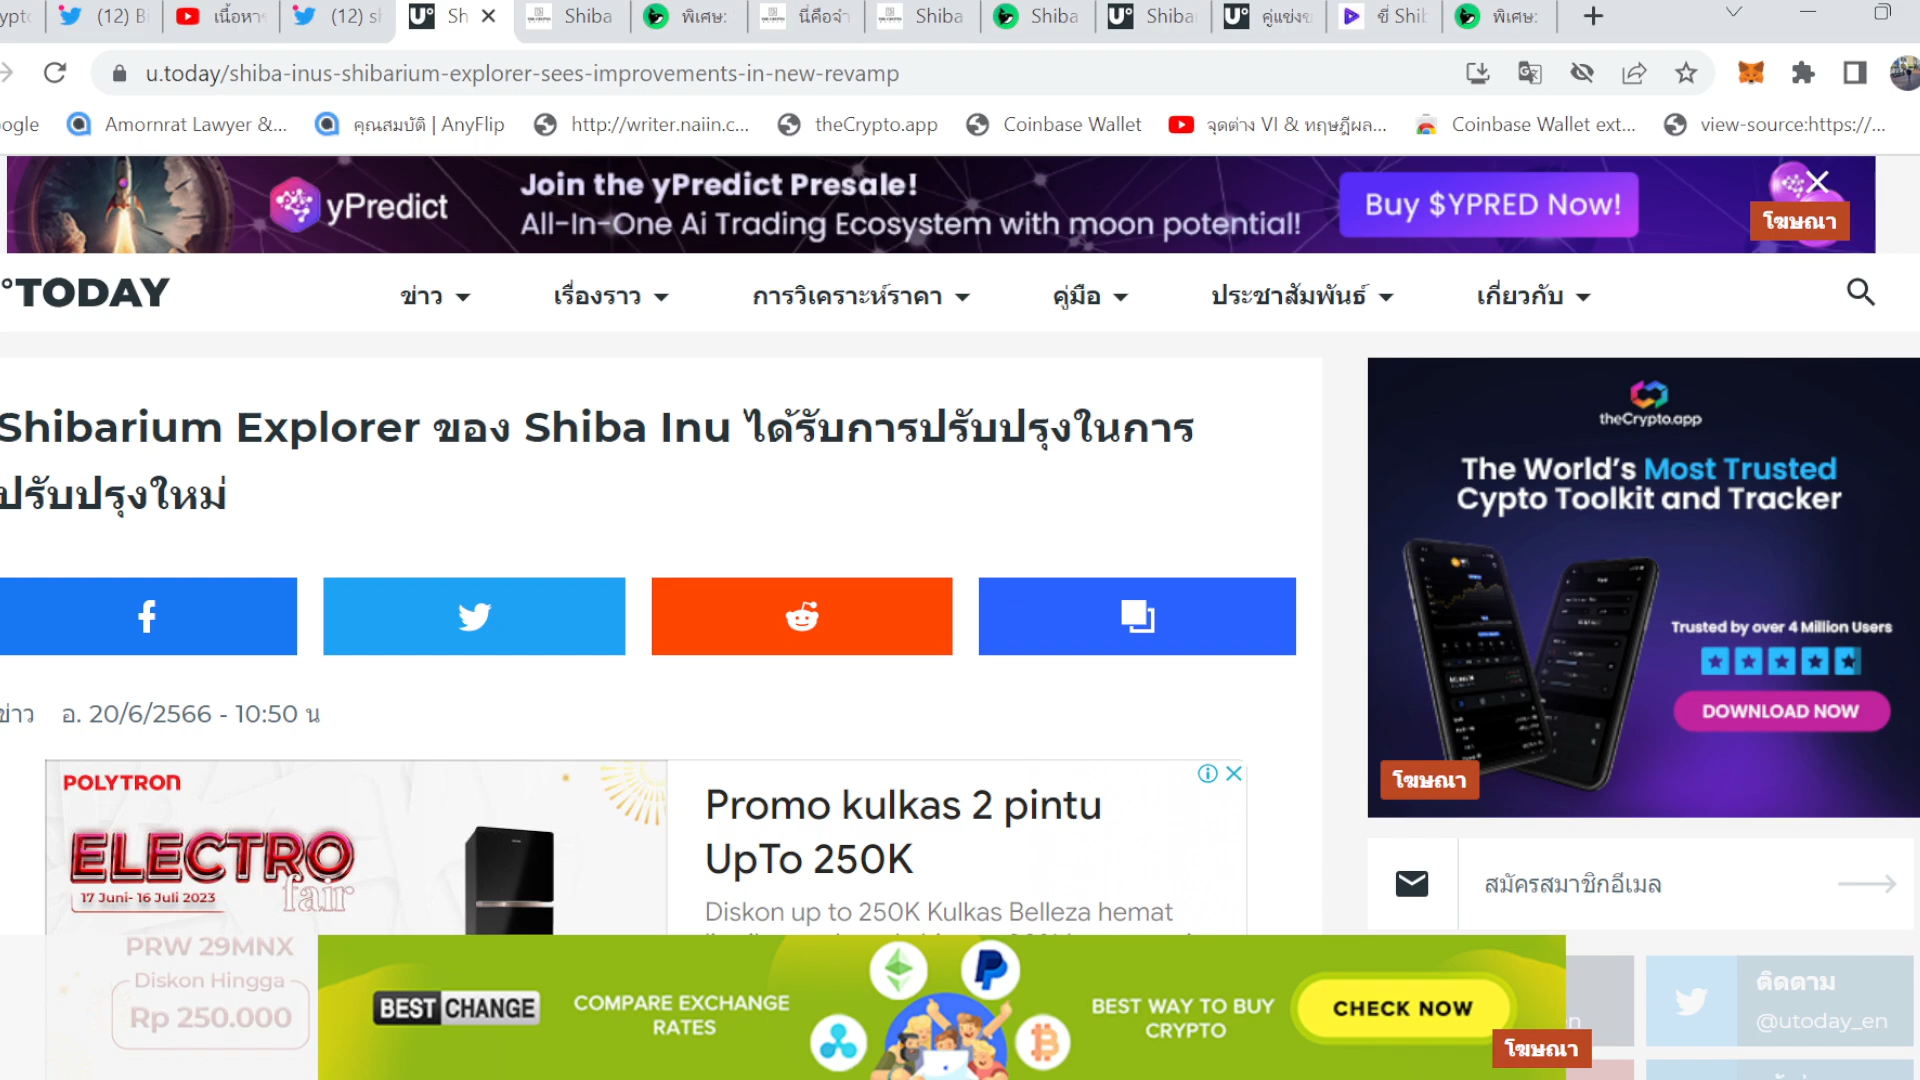 (12) Bi
เนื้อหา
(12) sh
Sh
Shiba
พิเศษ:
นี่คือจำ
Shiba
Shiba
Shiba
คู่แข่งข
ขี่ Shib
พิเศษ:
u.today/shiba-inus-shibarium-explorer-sees-improvements-in-new-revamp
ogle
Amornrat Lawyer &...
คุณสมบัติ | AnyFlip
http://writer.naiin.c...
theCrypto.app
Coinbase Wallet
จุดต่าง VI & ทฤษฎีผล...
Coinbase Wallet ext...
view-source:https://...
yPredict
Join the yPredict Presale!
All-In-One Ai Trading Ecosystem with moon potential!
Buy $YPRED Now!
โฆษณา
°TODAY
ข่าว
เรื่องราว
การวิเคราะห์ราคา
คู่มือ
ประชาสัมพันธ์
เกี่ยวกับ
Shibarium Explorer ของ Shiba Inu ได้รับการปรับปรุงในการ
ปรับปรุงใหม่
ข่าว อ. 20/6/2566 - 10:50 น
theCrypto.app
The World's Most Trusted
Cypto Toolkit and Tracker
Trusted by over 4 Million Users
DOWNLOAD NOW
โฆษณา
POLYTRON
ELECTRO
fair
17 Juni- 16 Juli 2023
PRW 29MNX
Diskon Hingga
Rp 250.000
Promo kulkas 2 pintu
UpTo 250K
Diskon up to 250K Kulkas Belleza hemat
สมัครสมาชิกอีเมล
BEST CHANGE
COMPARE EXCHANGE
RATES
BEST WAY TO BUY
CRYPTO
CHECK NOW
โฆษณา
ติดตาม
@utoday_en